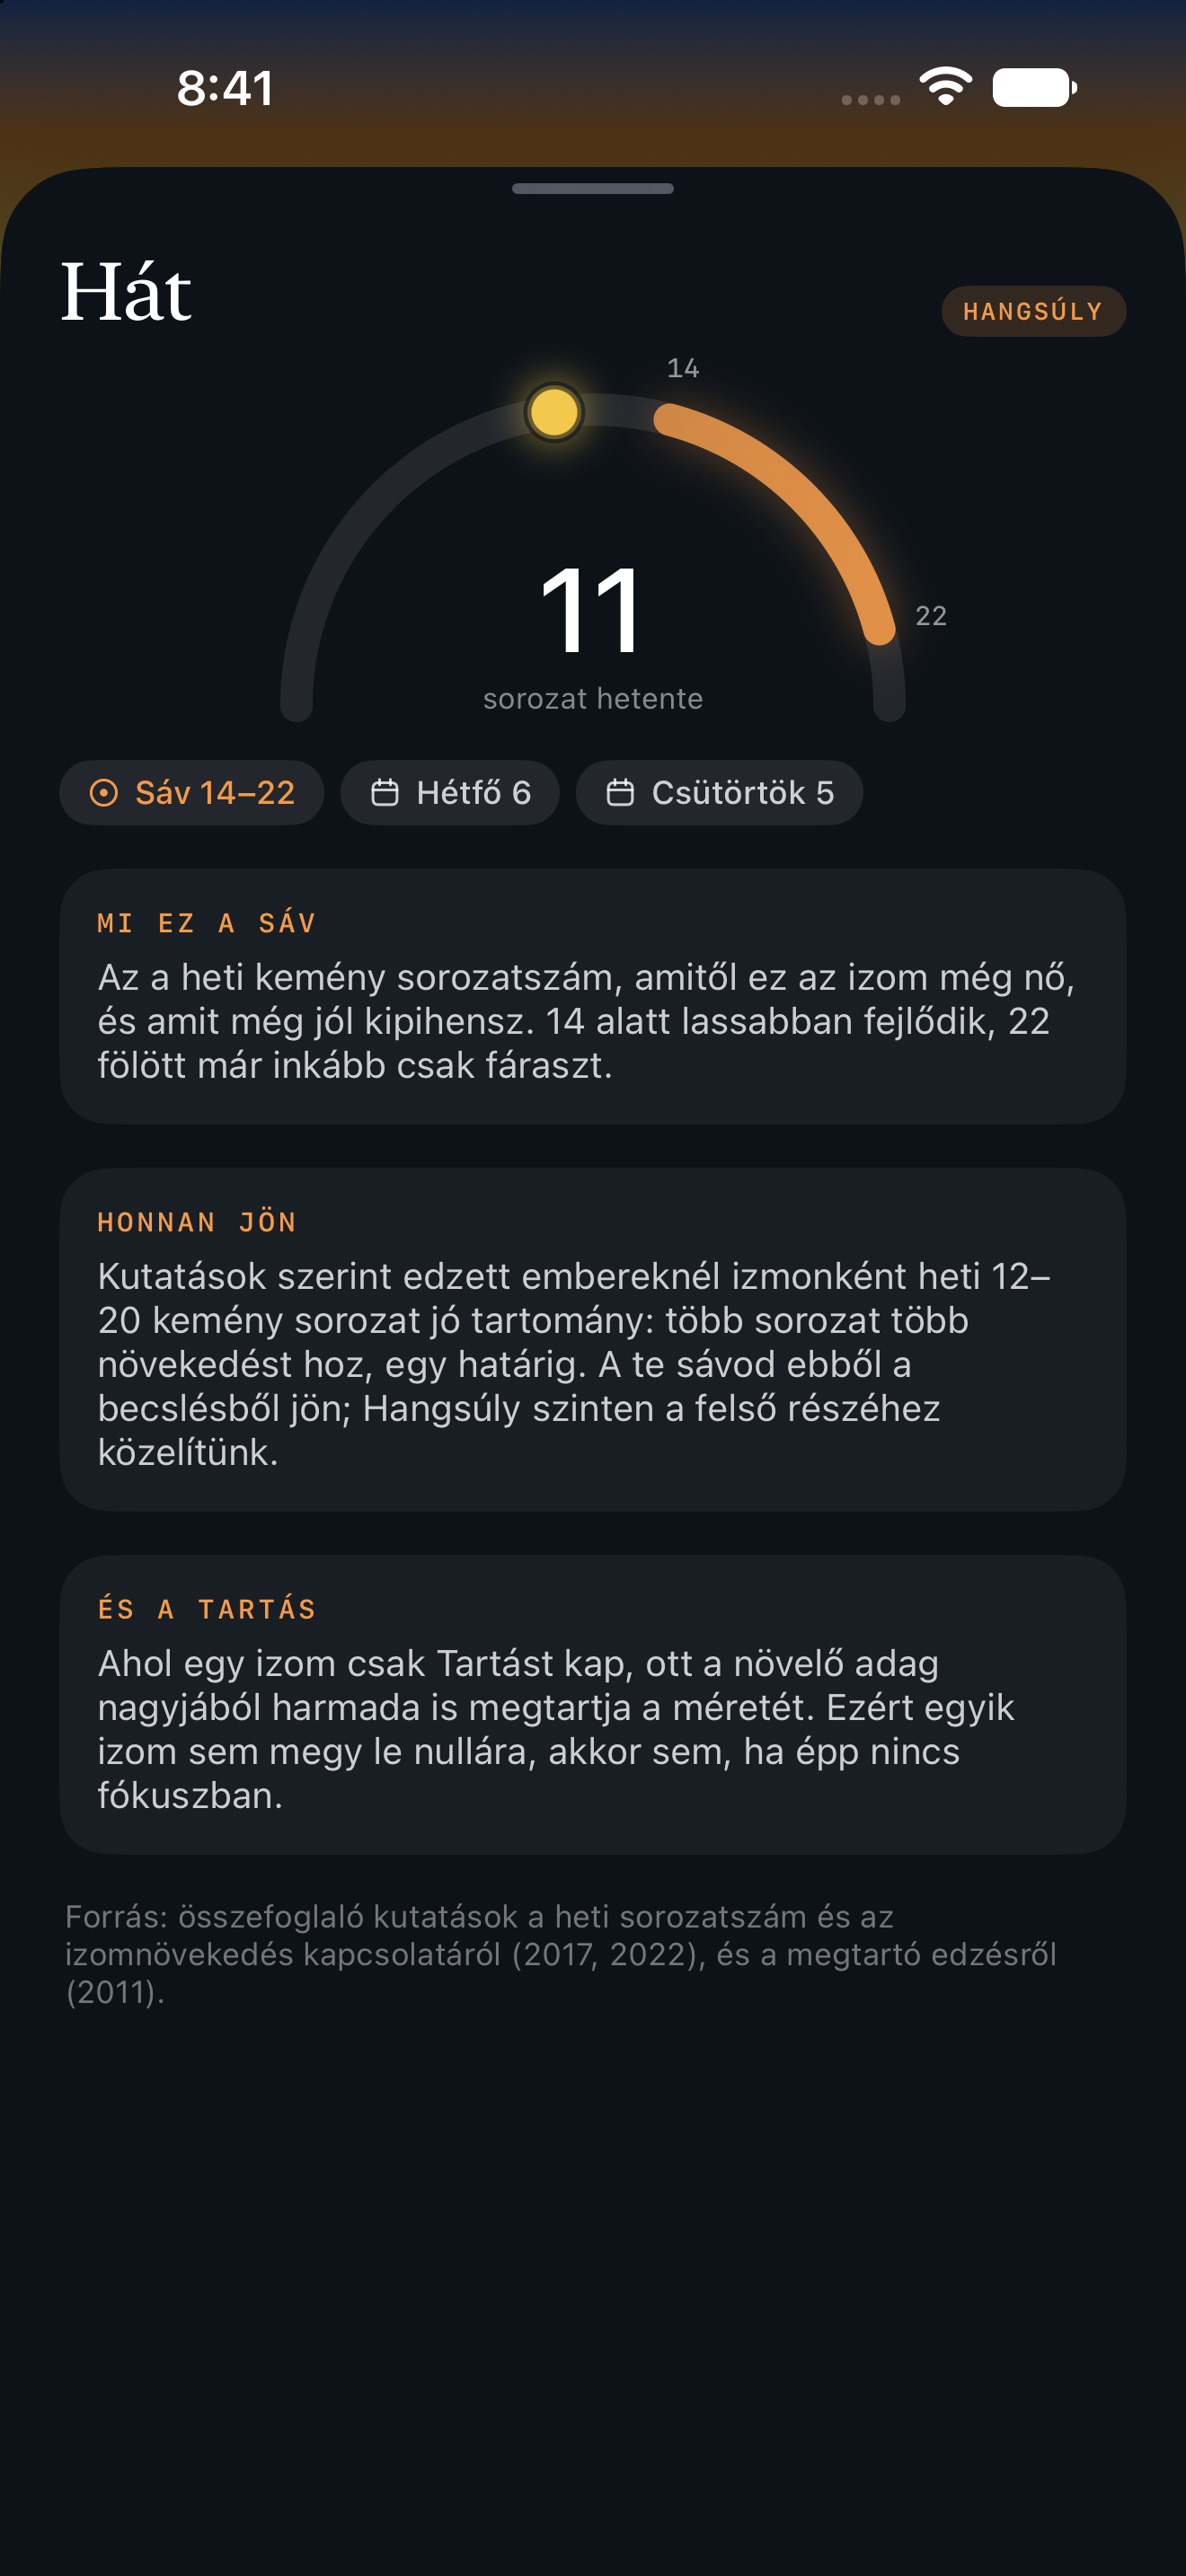 8:41
Hát
HANGSÚLY
14
22
11
sorozat hetente
Sáv 14–22
Hétfő 6
Csütörtök 5
MI EZ A SÁV
Az a heti kemény sorozatszám, amitől ez az izom még nő,
és amit még jól kipihensz. 14 alatt lassabban fejlődik, 22
fölött már inkább csak fáraszt.
HONNAN JÖN
Kutatások szerint edzett embereknél izmonként heti 12–
20 kemény sorozat jó tartomány: több sorozat több
növekedést hoz, egy határig. A te sávod ebből a
becslésből jön; Hangsúly szinten a felső részéhez
közelítünk.
ÉS A TARTÁS
Ahol egy izom csak Tartást kap, ott a növelő adag
nagyjából harmada is megtartja a méretét. Ezért egyik
izom sem megy le nullára, akkor sem, ha épp nincs
fókuszban.
Forrás: összefoglaló kutatások a heti sorozatszám és az
izomnövekedés kapcsolatáról (2017, 2022), és a megtartó edzésről
(2011).